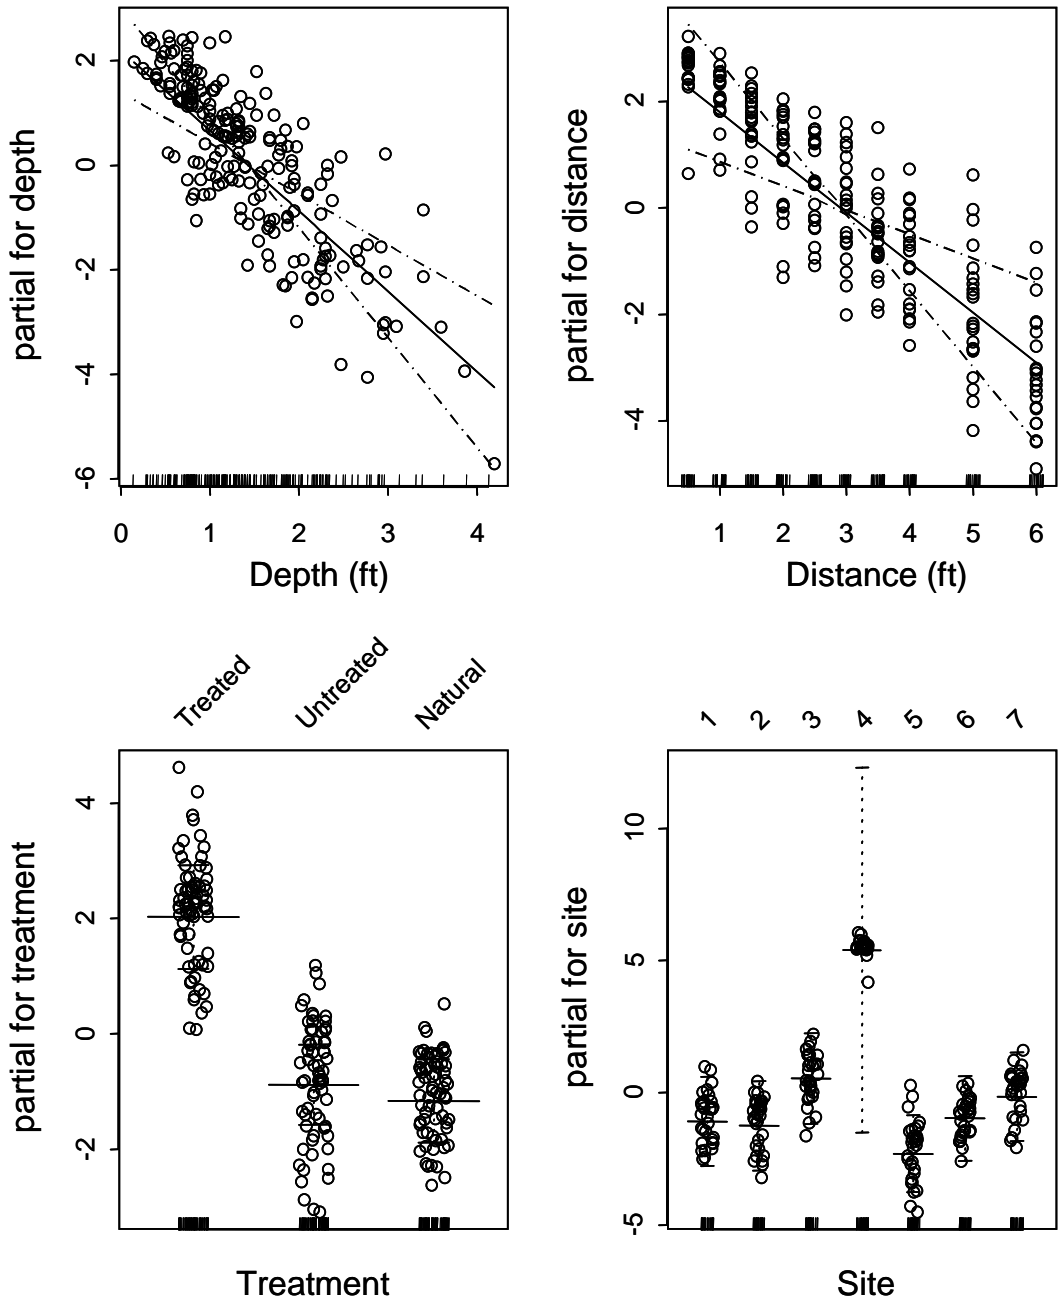 partial for depth
2
0
-2
-4
-6
0 1 2 3 4
Depth (ft)
partial for distance
2
0
-2
-4
1 2 3 4 5 6
Distance (ft)
Treated Untreated Natural
partial for treatment
4
2
0
-2
Treatment
1 2 3 4 5 6 7
partial for site
10
5
0
-5
Site